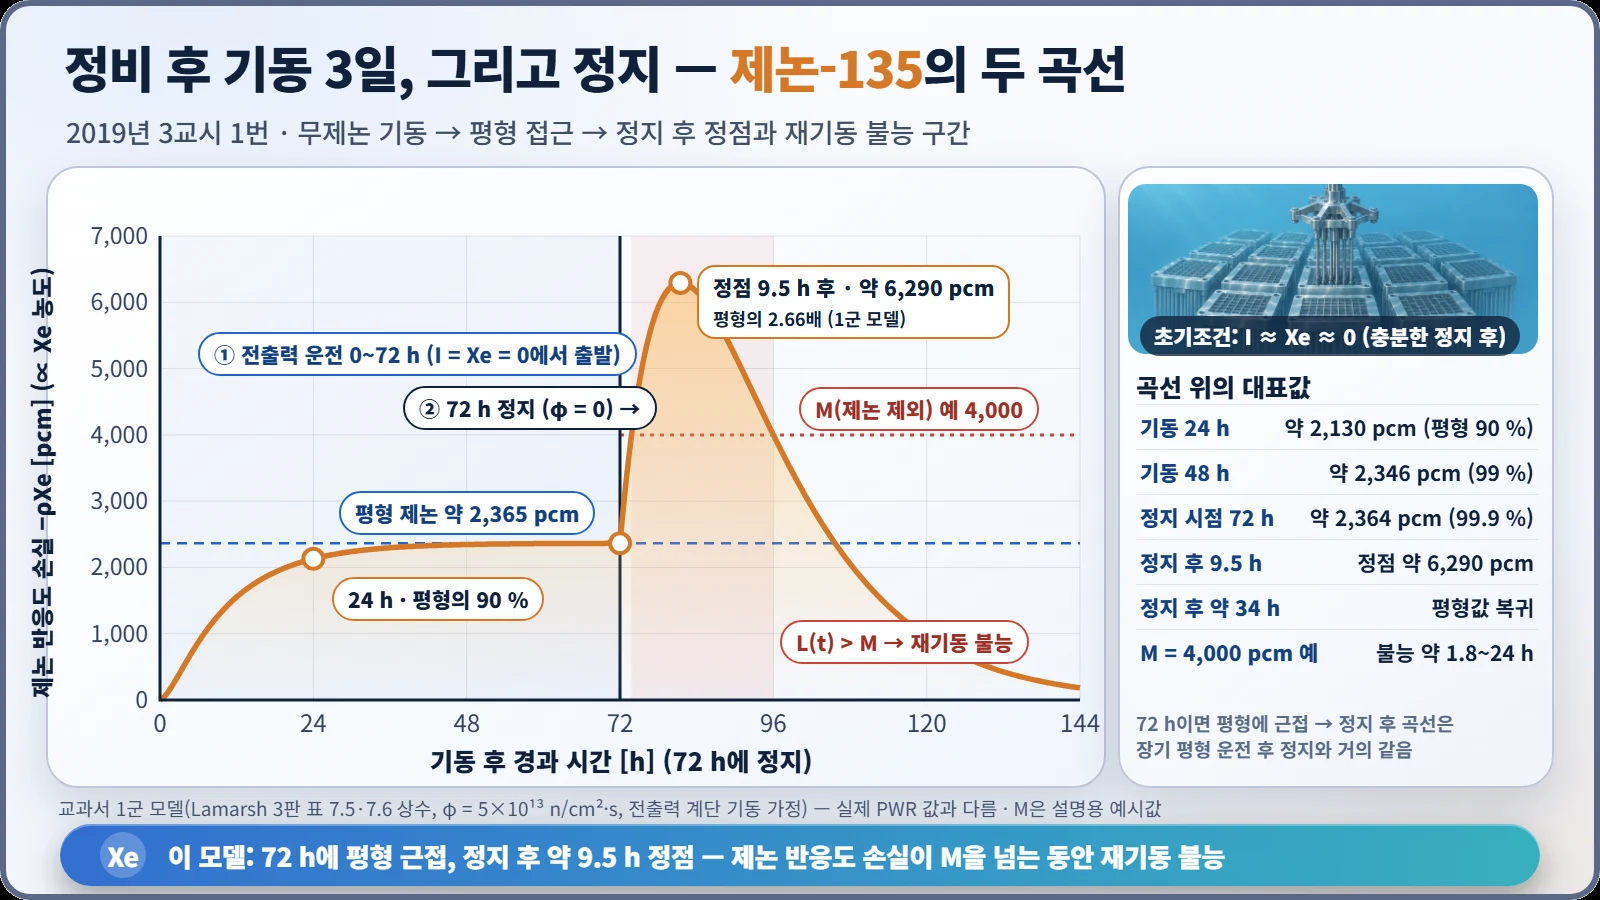 정비 후 기동 3일, 그리고 정지 — 제논-135의 두 곡선
2019년 3교시 1번 · 무제논 기동 → 평형 접근 → 정지 후 정점과 재기동 불능 구간
제논 반응도 손실 −ρXe [pcm] (∝ Xe 농도)
7,000
6,000
5,000
4,000
3,000
2,000
1,000
0
정점 9.5 h 후 · 약 6,290 pcm
평형의 2.66배 (1군 모델)
① 전출력 운전 0~72 h (I = Xe = 0에서 출발)
② 72 h 정지 (ϕ = 0) →
M(제논 제외) 예 4,000
평형 제논 약 2,365 pcm
24 h · 평형의 90 %
L(t) > M → 재기동 불능
0 24 48 72 96 120 144
기동 후 경과 시간 [h] (72 h에 정지)
초기조건: I ≈ Xe ≈ 0 (충분한 정지 후)
곡선 위의 대표값
기동 24 h 약 2,130 pcm (평형 90 %)
기동 48 h 약 2,346 pcm (99 %)
정지 시점 72 h 약 2,364 pcm (99.9 %)
정지 후 9.5 h 정점 약 6,290 pcm
정지 후 약 34 h 평형값 복귀
M = 4,000 pcm 예 불능 약 1.8~24 h
72 h이면 평형에 근접 → 정지 후 곡선은
장기 평형 운전 후 정지와 거의 같음
교과서 1군 모델(Lamarsh 3판 표 7.5·7.6 상수, ϕ = 5×10¹³ n/cm²·s, 전출력 계단 기동 가정) — 실제 PWR 값과 다름 · M은 설명용 예시값
Xe 이 모델: 72 h에 평형 근접, 정지 후 약 9.5 h 정점 — 제논 반응도 손실이 M을 넘는 동안 재기동 불능